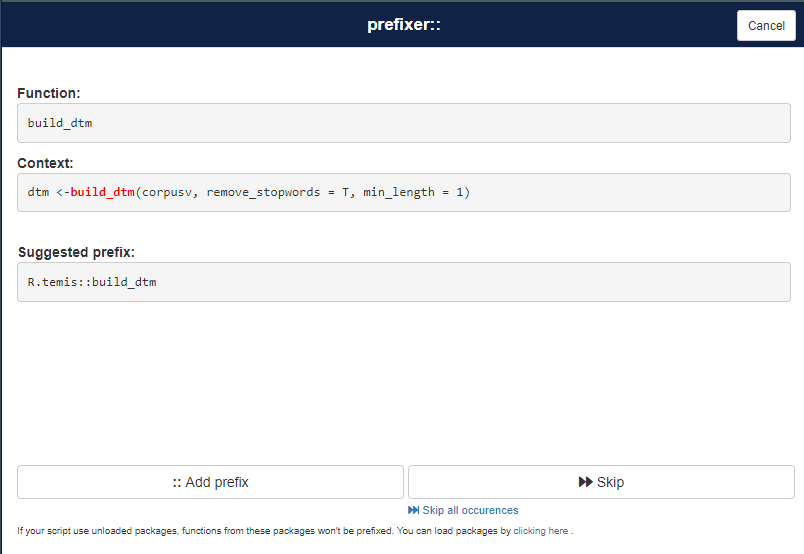 prefixer::
Cancel
Function:
build_dtm
Context:
dtm <-build_dtm(corpusv, remove_stopwords = T, min_length = 1)
Suggested prefix:
R.temis::build_dtm
:: Add prefix
Skip
Skip all occurences
If your script use unloaded packages, functions from these packages won't be prefixed. You can load packages by clicking here .